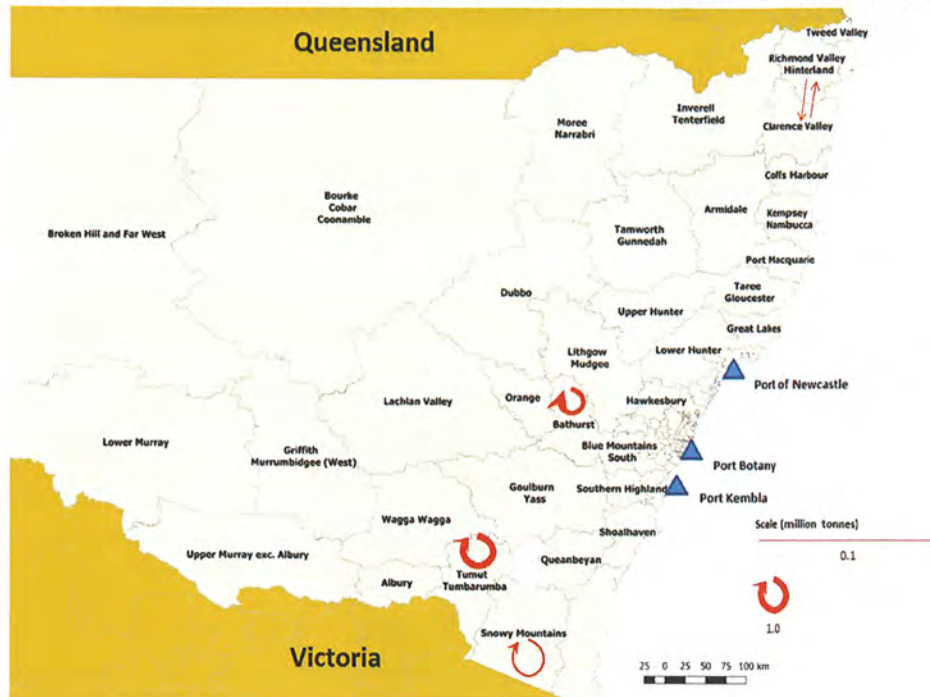 Queensland
Tweed Valley
Richmond Valley
Hinterland
Clarence Valley
Inverell
Tenterfield
Moree
Narrabri
Coffs Harbour
Bourke
Cobar
Coonamble
Armidale
Kempsey
Nambucca
Broken Hill and Far West
Tamworth
Gunnedah
Port Macquarie
Dubbo
Taree
Gloucester
Upper Hunter
Great Lakes
Lithgow
Mudgee
Lower Hunter
Port of Newcastle
Lachlan Valley
Orange
Hawkesbury
Bathurst
Lower Murray
Griffith
Murrumbidgee (West)
Blue Mountains
South
Port Botany
Goulburn
Yass
Southern Highland
Port Kembla
Wagga Wagga
Shoalhaven
Scale (million tonnes)
0.1
Upper Murray exc. Albury
Queanbeyan
Albury
Tumut
Tumbarumba
1.0
Snowy Mountains
Victoria
25 0 25 50 75 100 km